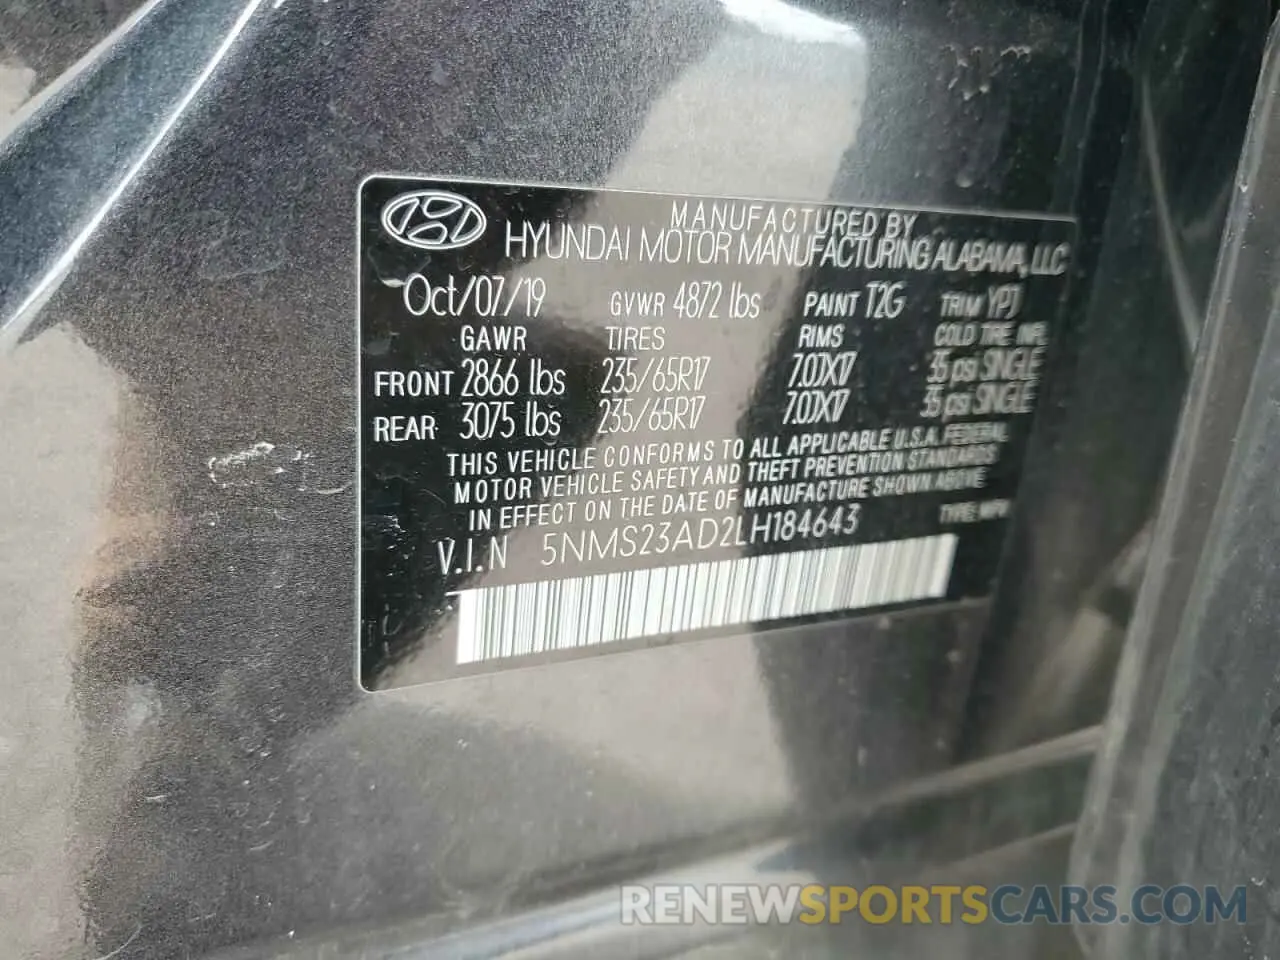 MANUFACTURED BY
HYUNDAI MOTOR MANUFACTURING ALABAMA, LLC
Oct/07/19 GVWR 4872 lbs PAINT T2G TRIM YPJ
GAWR TIRES RIMS COLD TIRE INFL
FRONT 2866 lbs 235/65R17 7.0JX17 35 psi SINGLE
REAR 3075 lbs 235/65R17 7.0JX17 35 psi SINGLE
THIS VEHICLE CONFORMS TO ALL APPLICABLE U.S.A. FEDERAL
MOTOR VEHICLE SAFETY AND THEFT PREVENTION STANDARDS
IN EFFECT ON THE DATE OF MANUFACTURE SHOWN ABOVE
V.I.N 5NMS23AD2LH184643 TYPE: MPV
RENEWSPORTSCARS.COM